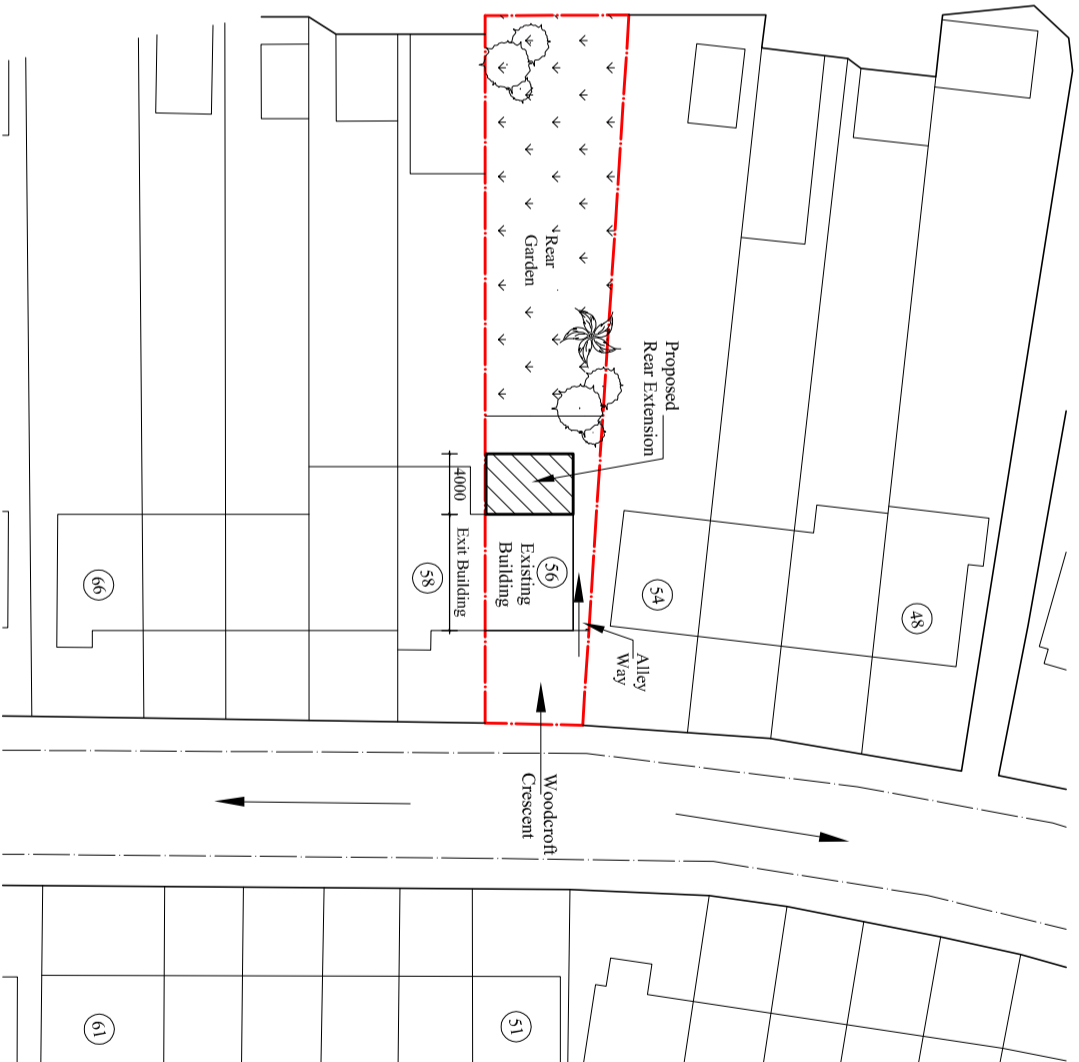 Rear
Garden
Proposed
Rear Extension
4000
Exit Building
56
Existing
Building
58
66
54
48
Alley
Way
Woodcroft
Crescent
61
51